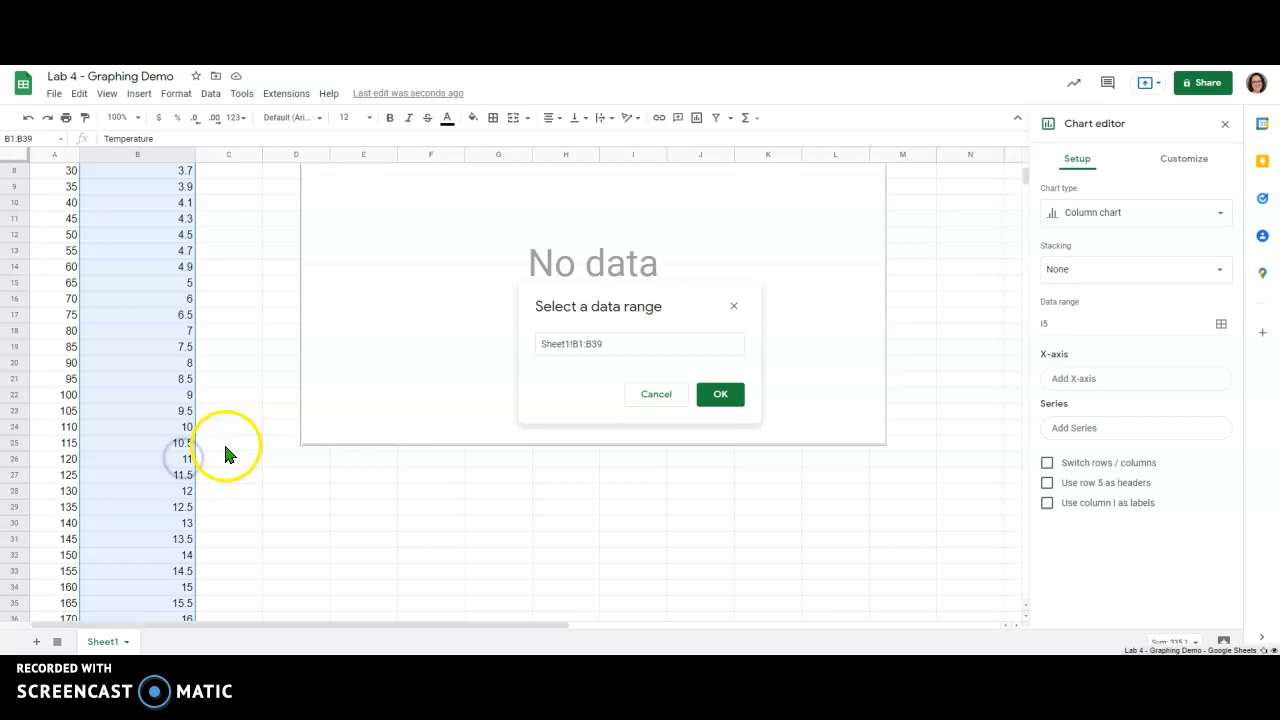 Lab 4 - Graphing Demo
File Edit View Insert Format Data Tools Extensions Help Last edit was seconds ago
Share
100% $ % .0 .00 123 Default (Ari... 12 B I S A
B1:B39 fx Temperature
A B C D E F G H I J K L M N
8 30 3.7
9 35 3.9
10 40 4.1
11 45 4.3
12 50 4.5
13 55 4.7
14 60 4.9
15 65 5
16 70 6
17 75 6.5
18 80 7
19 85 7.5
20 90 8
21 95 8.5
22 100 9
23 105 9.5
24 110 10
25 115 10.5
26 120 11
27 125 11.5
28 130 12
29 135 12.5
30 140 13
31 145 13.5
32 150 14
33 155 14.5
34 160 15
35 165 15.5
36 170 16
No data
Select a data range
Sheet1!B1:B39
Cancel OK
Chart editor
Setup Customize
Chart type
Column chart
Stacking
None
Data range
I5
X-axis
Add X-axis
Series
Add Series
Switch rows / columns
Use row 5 as headers
Use column I as labels
Sheet1
Sum: 335.1
Lab 4 - Graphing Demo - Google Sheets
RECORDED WITH
SCREENCAST MATIC